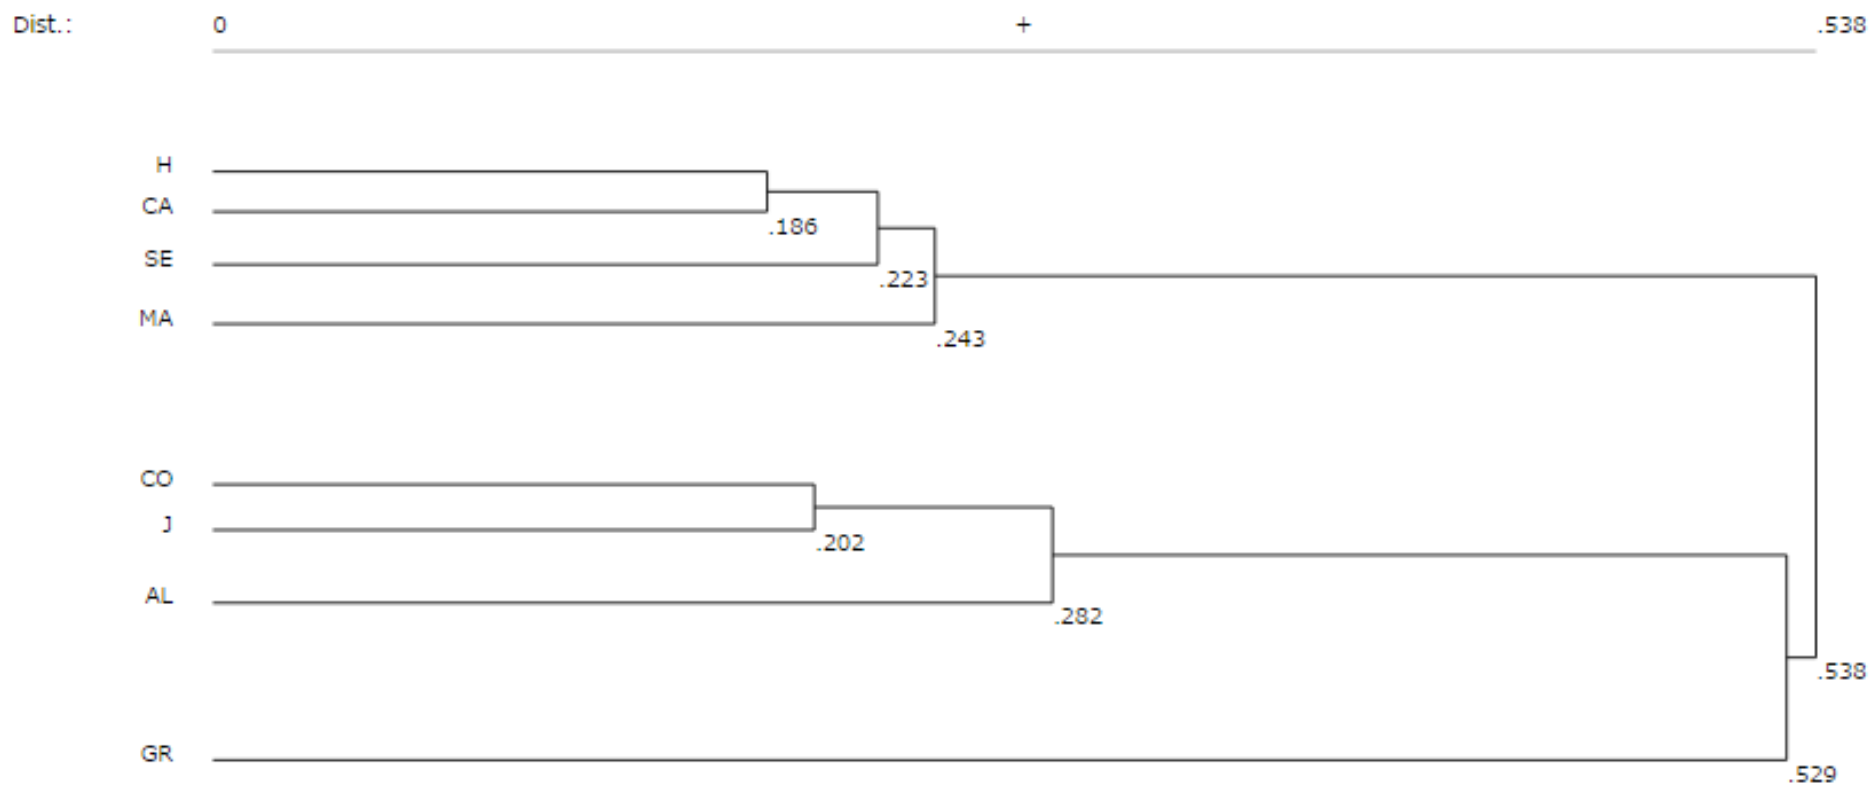 Dist.: 0 + .538
H
CA
.186
SE
.223
MA
.243
CO
J
.202
AL
.282
.538
GR
.529